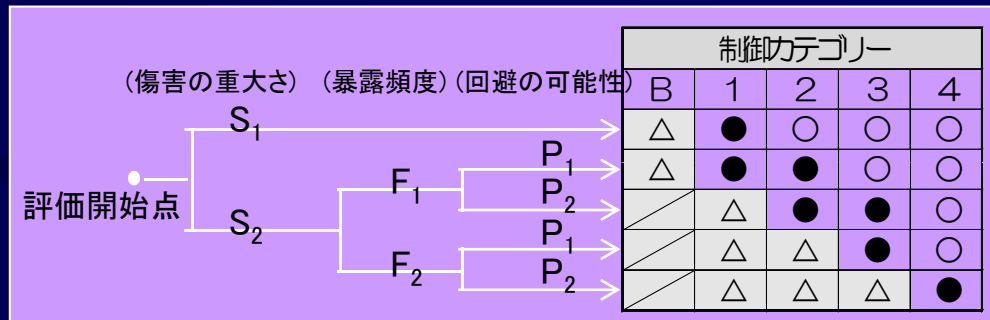 制御カテゴリー
(傷害の重大さ) (暴露頻度) (回避の可能性)
B 1 2 3 4
S1
△ ● ○ ○ ○
P1
△ ● ● ○ ○
F1
評価開始点
P2
△ ● ● ○
S2
P1
△ △ ● ○
F2
P2
△ △ △ ●